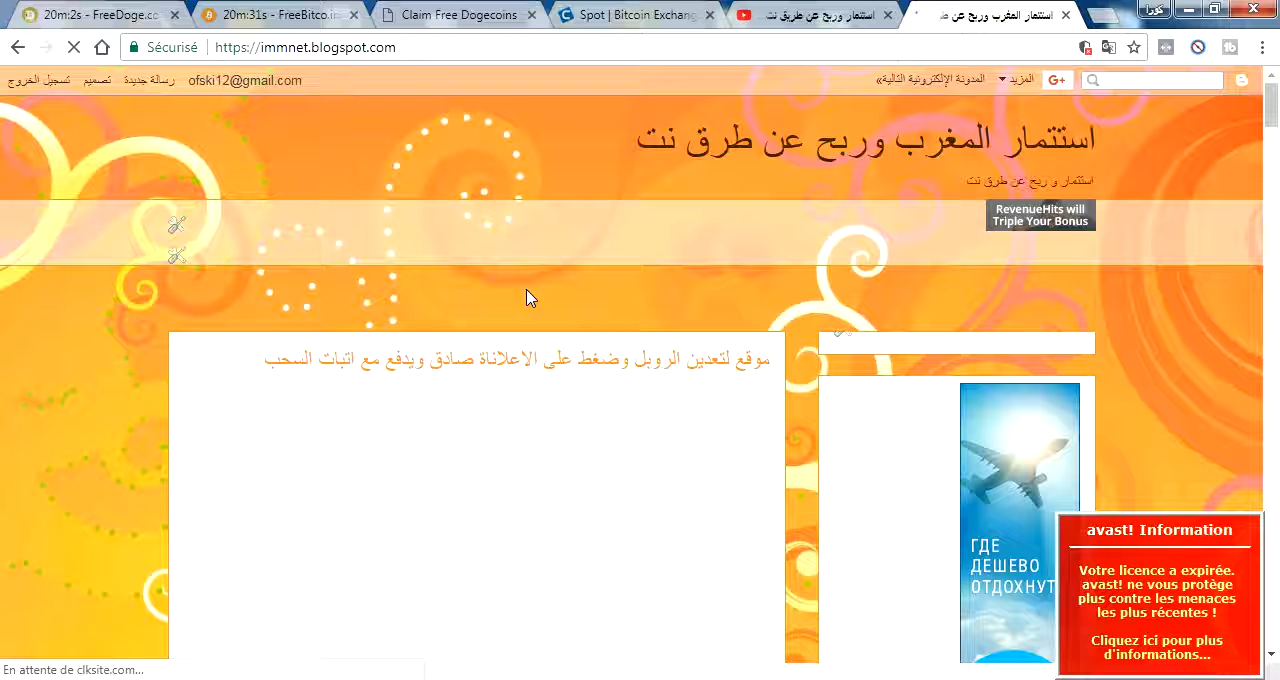 20m:2s - FreeDoge.co
20m:31s - FreeBitco.in
Claim Free Dogecoins
Spot | Bitcoin Exchang
استثمار وربح عن طريق نت
استثمار المغرب وربح عن ط
كورا
Sécurisé
https://immnet.blogspot.com
المزيد
المدونة الإلكترونية التالية»
ofski12@gmail.com
رسالة جديدة
تصميم
تسجيل الخروج
G+
استتمار المغرب وربح عن طرق نت
استثمار و ربح عن طرق نت
RevenueHits will
Triple Your Bonus
موقع لتعدين الروبل وضغط على الاعلاناة صادق ويدفع مع اتبات السحب
ГДЕ
ДЕШЕВО
ОТДОХНУТ
avast! Information
Votre licence a expirée.
avast! ne vous protège
plus contre les menaces
les plus récentes !
Cliquez ici pour plus
d'informations...
En attente de clksite.com...